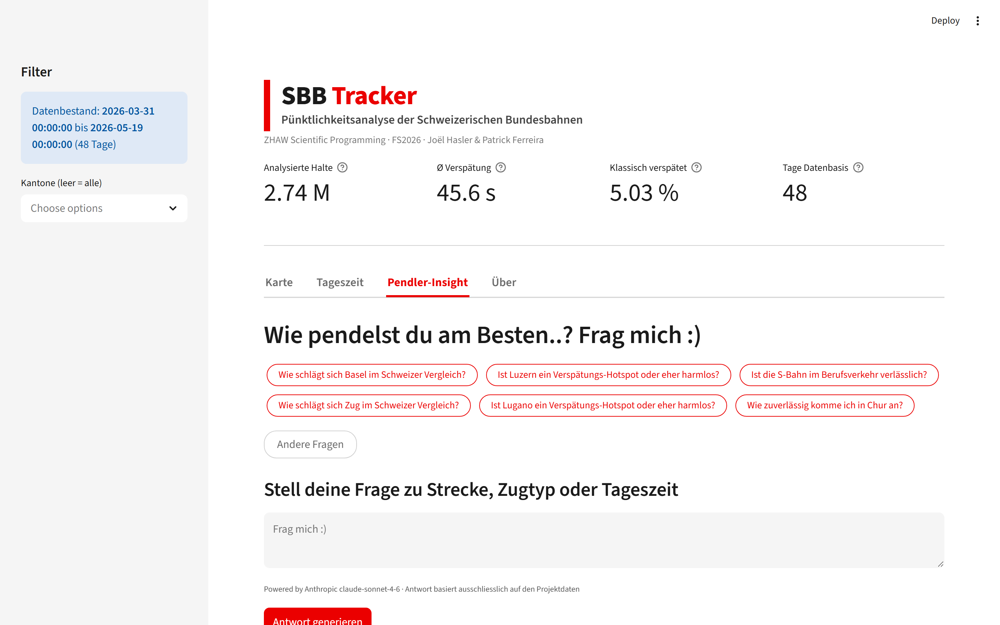 Deploy
Filter
Datenbestand: 2026-03-31
00:00:00 bis 2026-05-19
00:00:00 (48 Tage)
Kantone (leer = alle)
Choose options
SBB Tracker
Pünktlichkeitsanalyse der Schweizerischen Bundesbahnen
ZHAW Scientific Programming · FS2026 · Joël Hasler & Patrick Ferreira
Analysierte Halte
2.74 M
Ø Verspätung
45.6 s
Klassisch verspätet
5.03 %
Tage Datenbasis
48
Karte Tageszeit Pendler-Insight Über
Wie pendelst du am Besten..? Frag mich :)
Wie schlägt sich Basel im Schweizer Vergleich? Ist Luzern ein Verspätungs-Hotspot oder eher harmlos? Ist die S-Bahn im Berufsverkehr verlässlich?
Wie schlägt sich Zug im Schweizer Vergleich? Ist Lugano ein Verspätungs-Hotspot oder eher harmlos? Wie zuverlässig komme ich in Chur an?
Andere Fragen
Stell deine Frage zu Strecke, Zugtyp oder Tageszeit
Frag mich :)
Powered by Anthropic claude-sonnet-4-6 · Antwort basiert ausschliesslich auf den Projektdaten
Antwort generieren